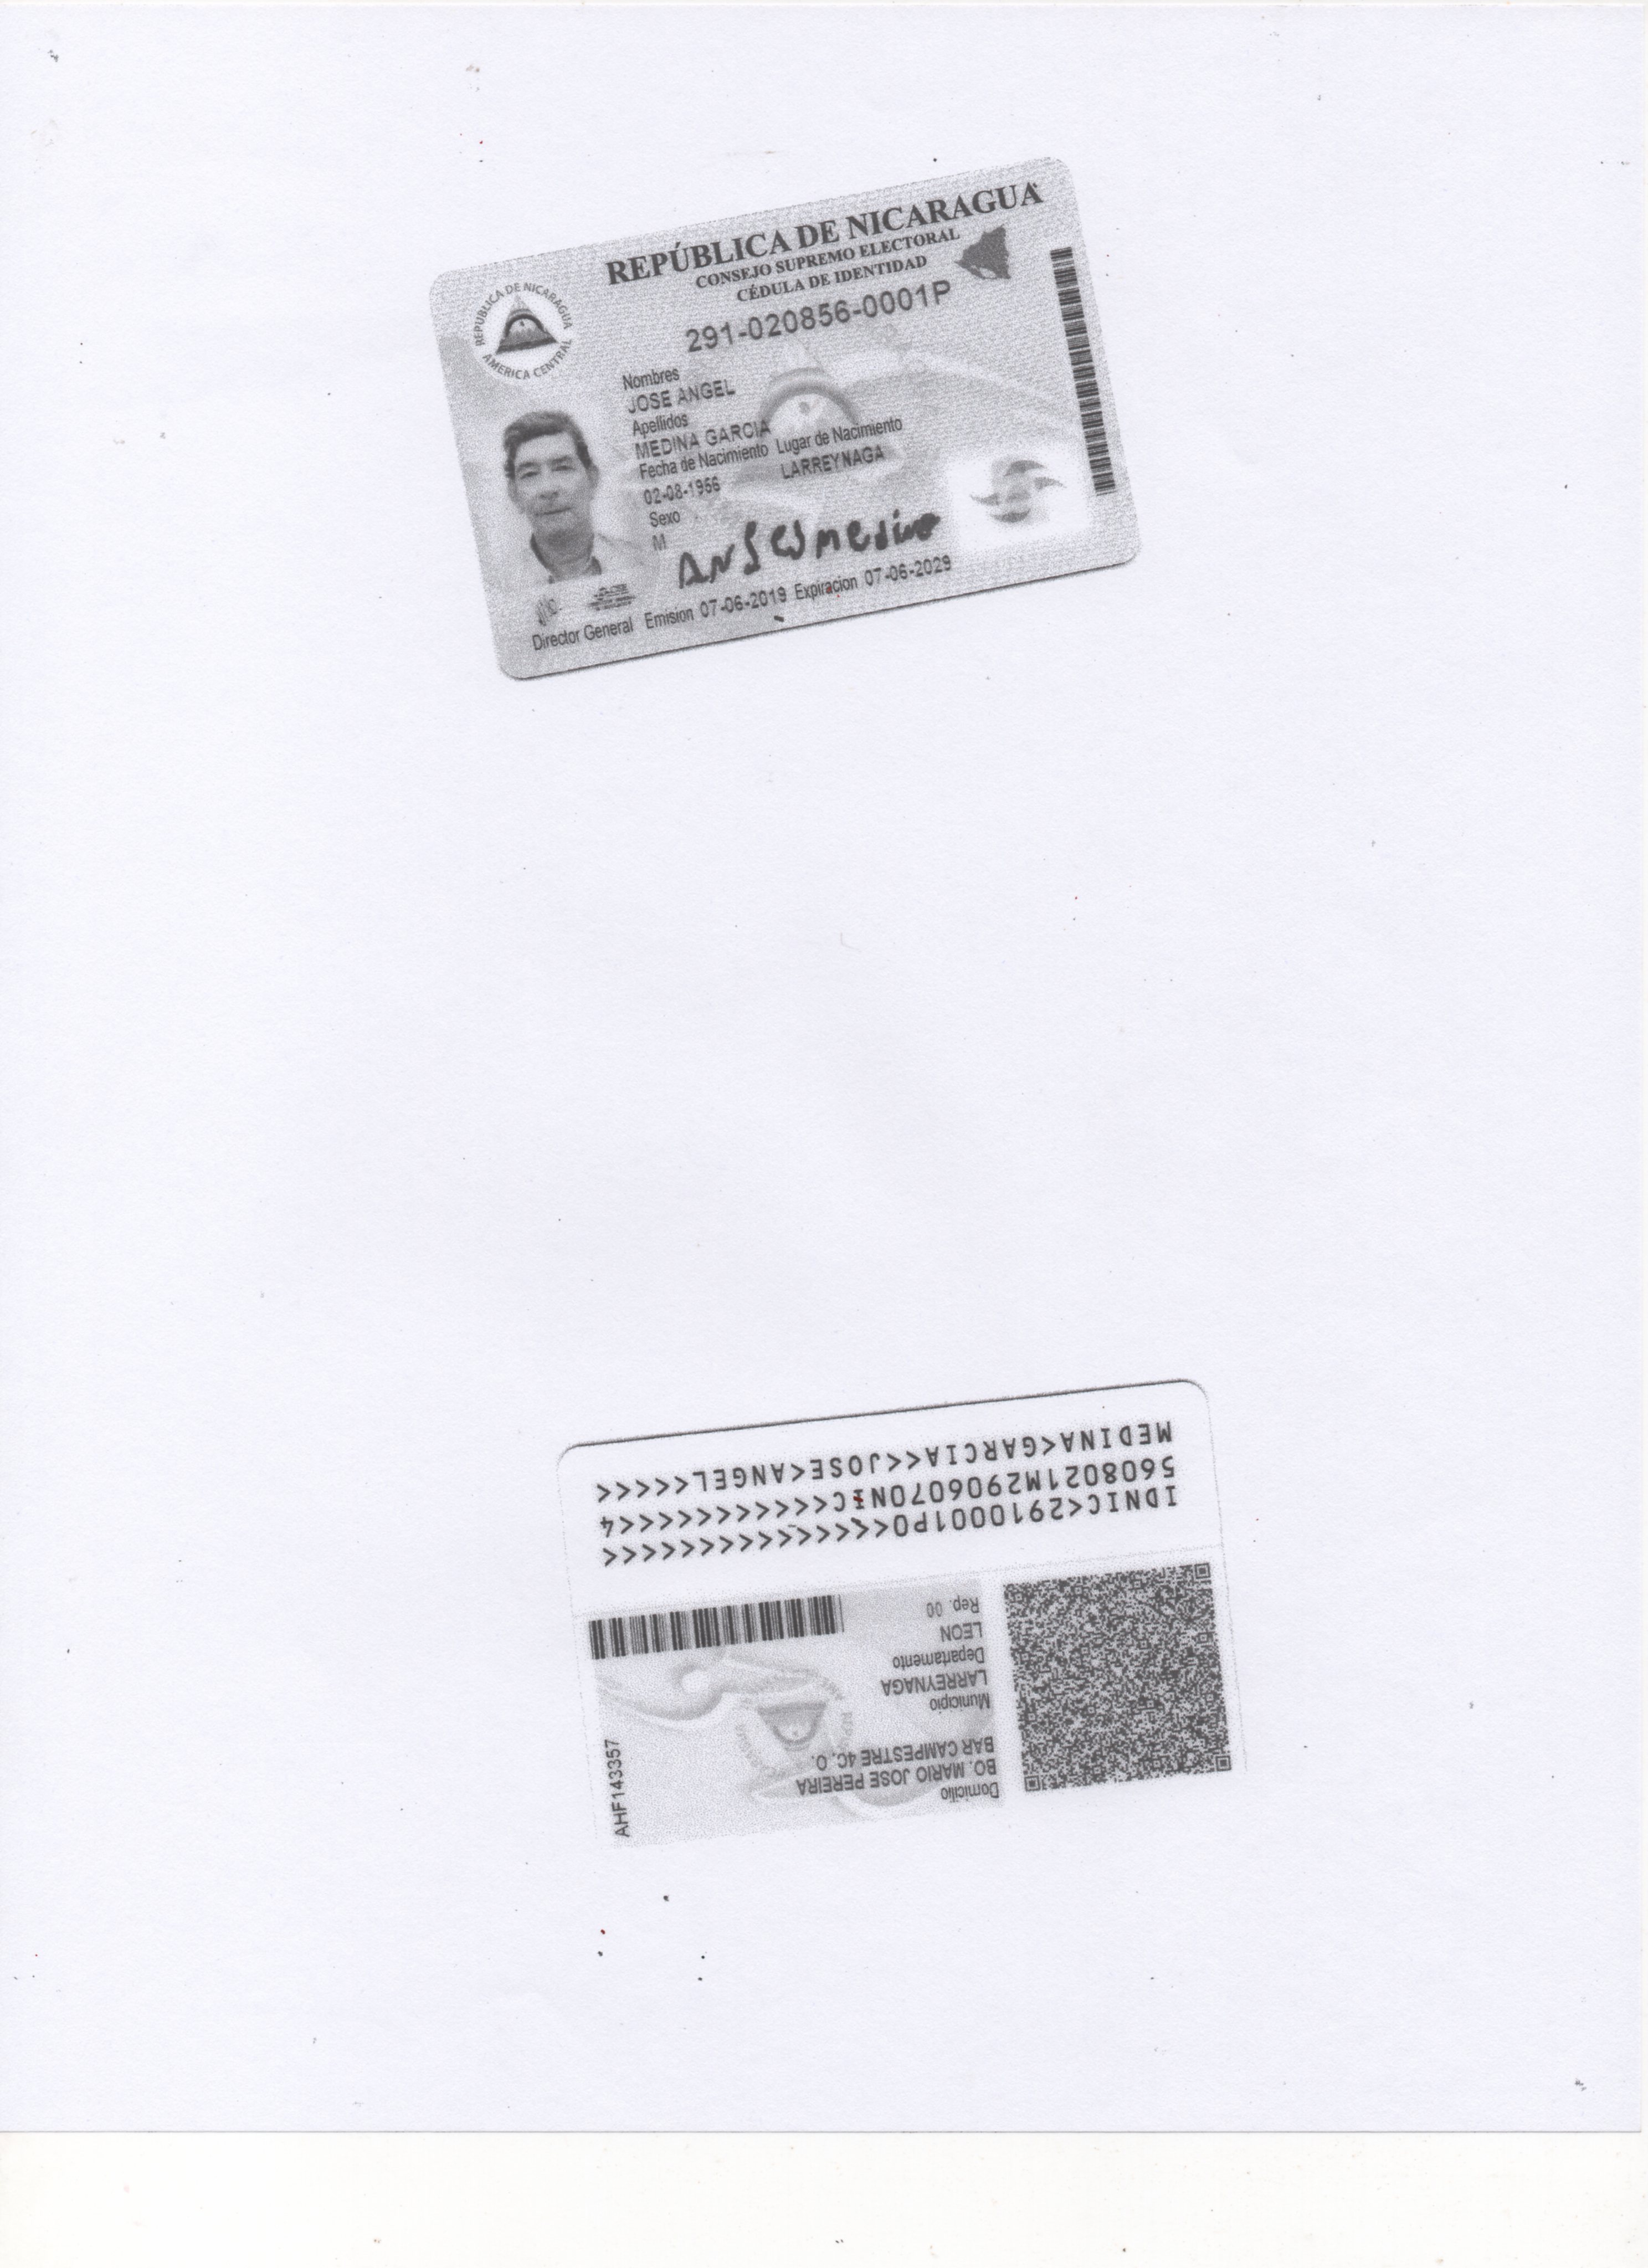 REPÚBLICA DE NICARAGUA
CONSEJO SUPREMO ELECTORAL
CÉDULA DE IDENTIDAD
291-020856-0001P
REPUBLICA DE NICARAGUA
AMERICA CENTRAL
Nombres
JOSE ANGEL
Apellidos
MEDINA GARCIA
Fecha de Nacimiento Lugar de Nacimiento
02-08-1956 LARREYNAGA
Sexo
M
Director General Emision 07-06-2019 Expiracion 07-06-2029
Domicilio
BO. MARIO JOSE PEREIRA
BAR CAMPESTRE 4C. O.
Municipio
LARREYNAGA
Departamento
LEON
Rep. 00
AHF143357
IDNIC<2910001P0<<<<<<<<<<<<<<<
5608021M2906070NIC<<<<<<<<<<<4
MEDINA<GARCIA<<JOSE<ANGEL<<<<<<